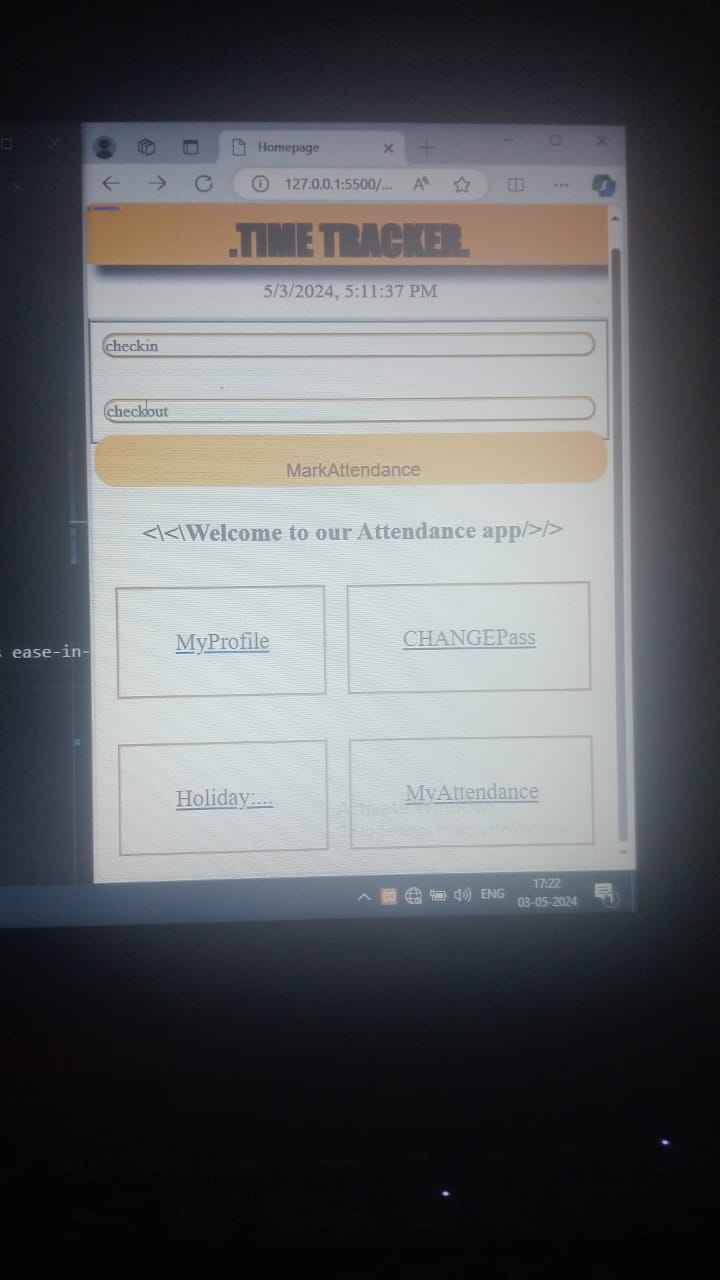 Homepage
127.0.0.1:5500/...
.TIME TRACKER.
5/3/2024, 5:11:37 PM
checkin
checkout
MarkAttendance
<\<\Welcome to our Attendance app/>/>
ease-in-
MyProfile
CHANGEPass
Holiday:...
MyAttendance
Activate Windows
Go to Settings to activate Windows.
ENG
17:22
03-05-2024
1